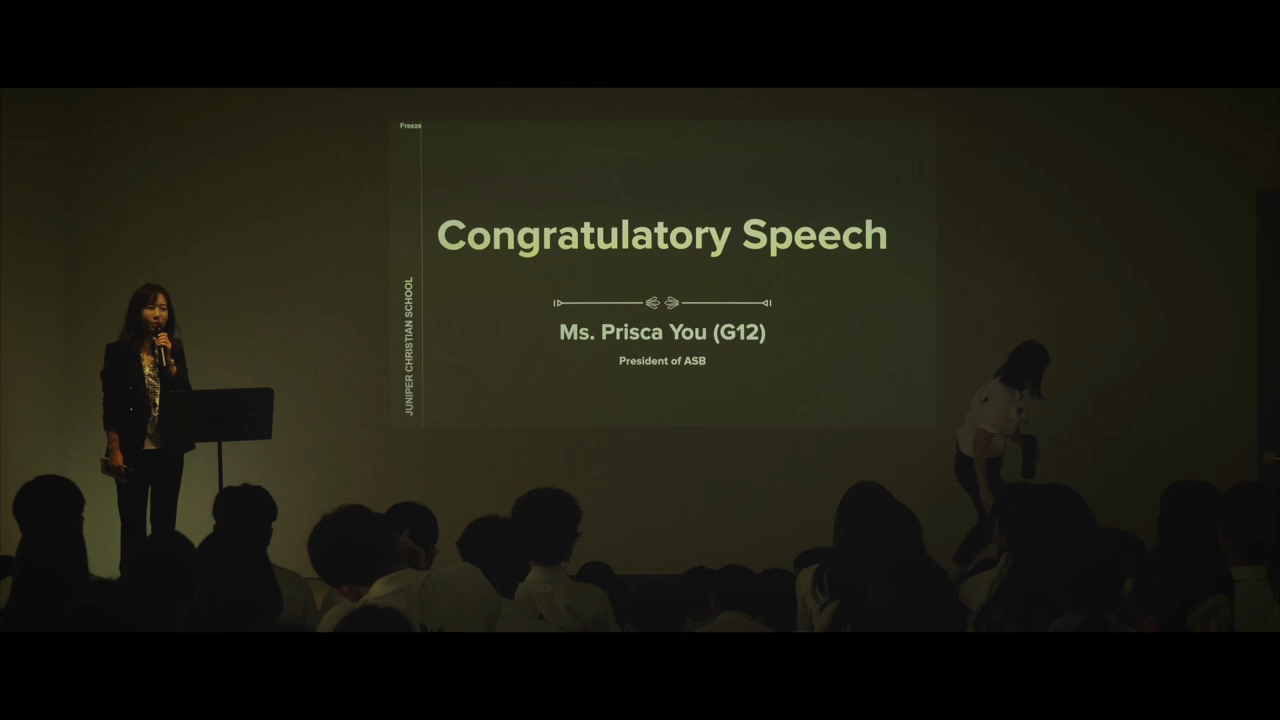 Freeze
Congratulatory Speech
Ms. Prisca You (G12)
President of ASB
JUNIPER CHRISTIAN SCHOOL